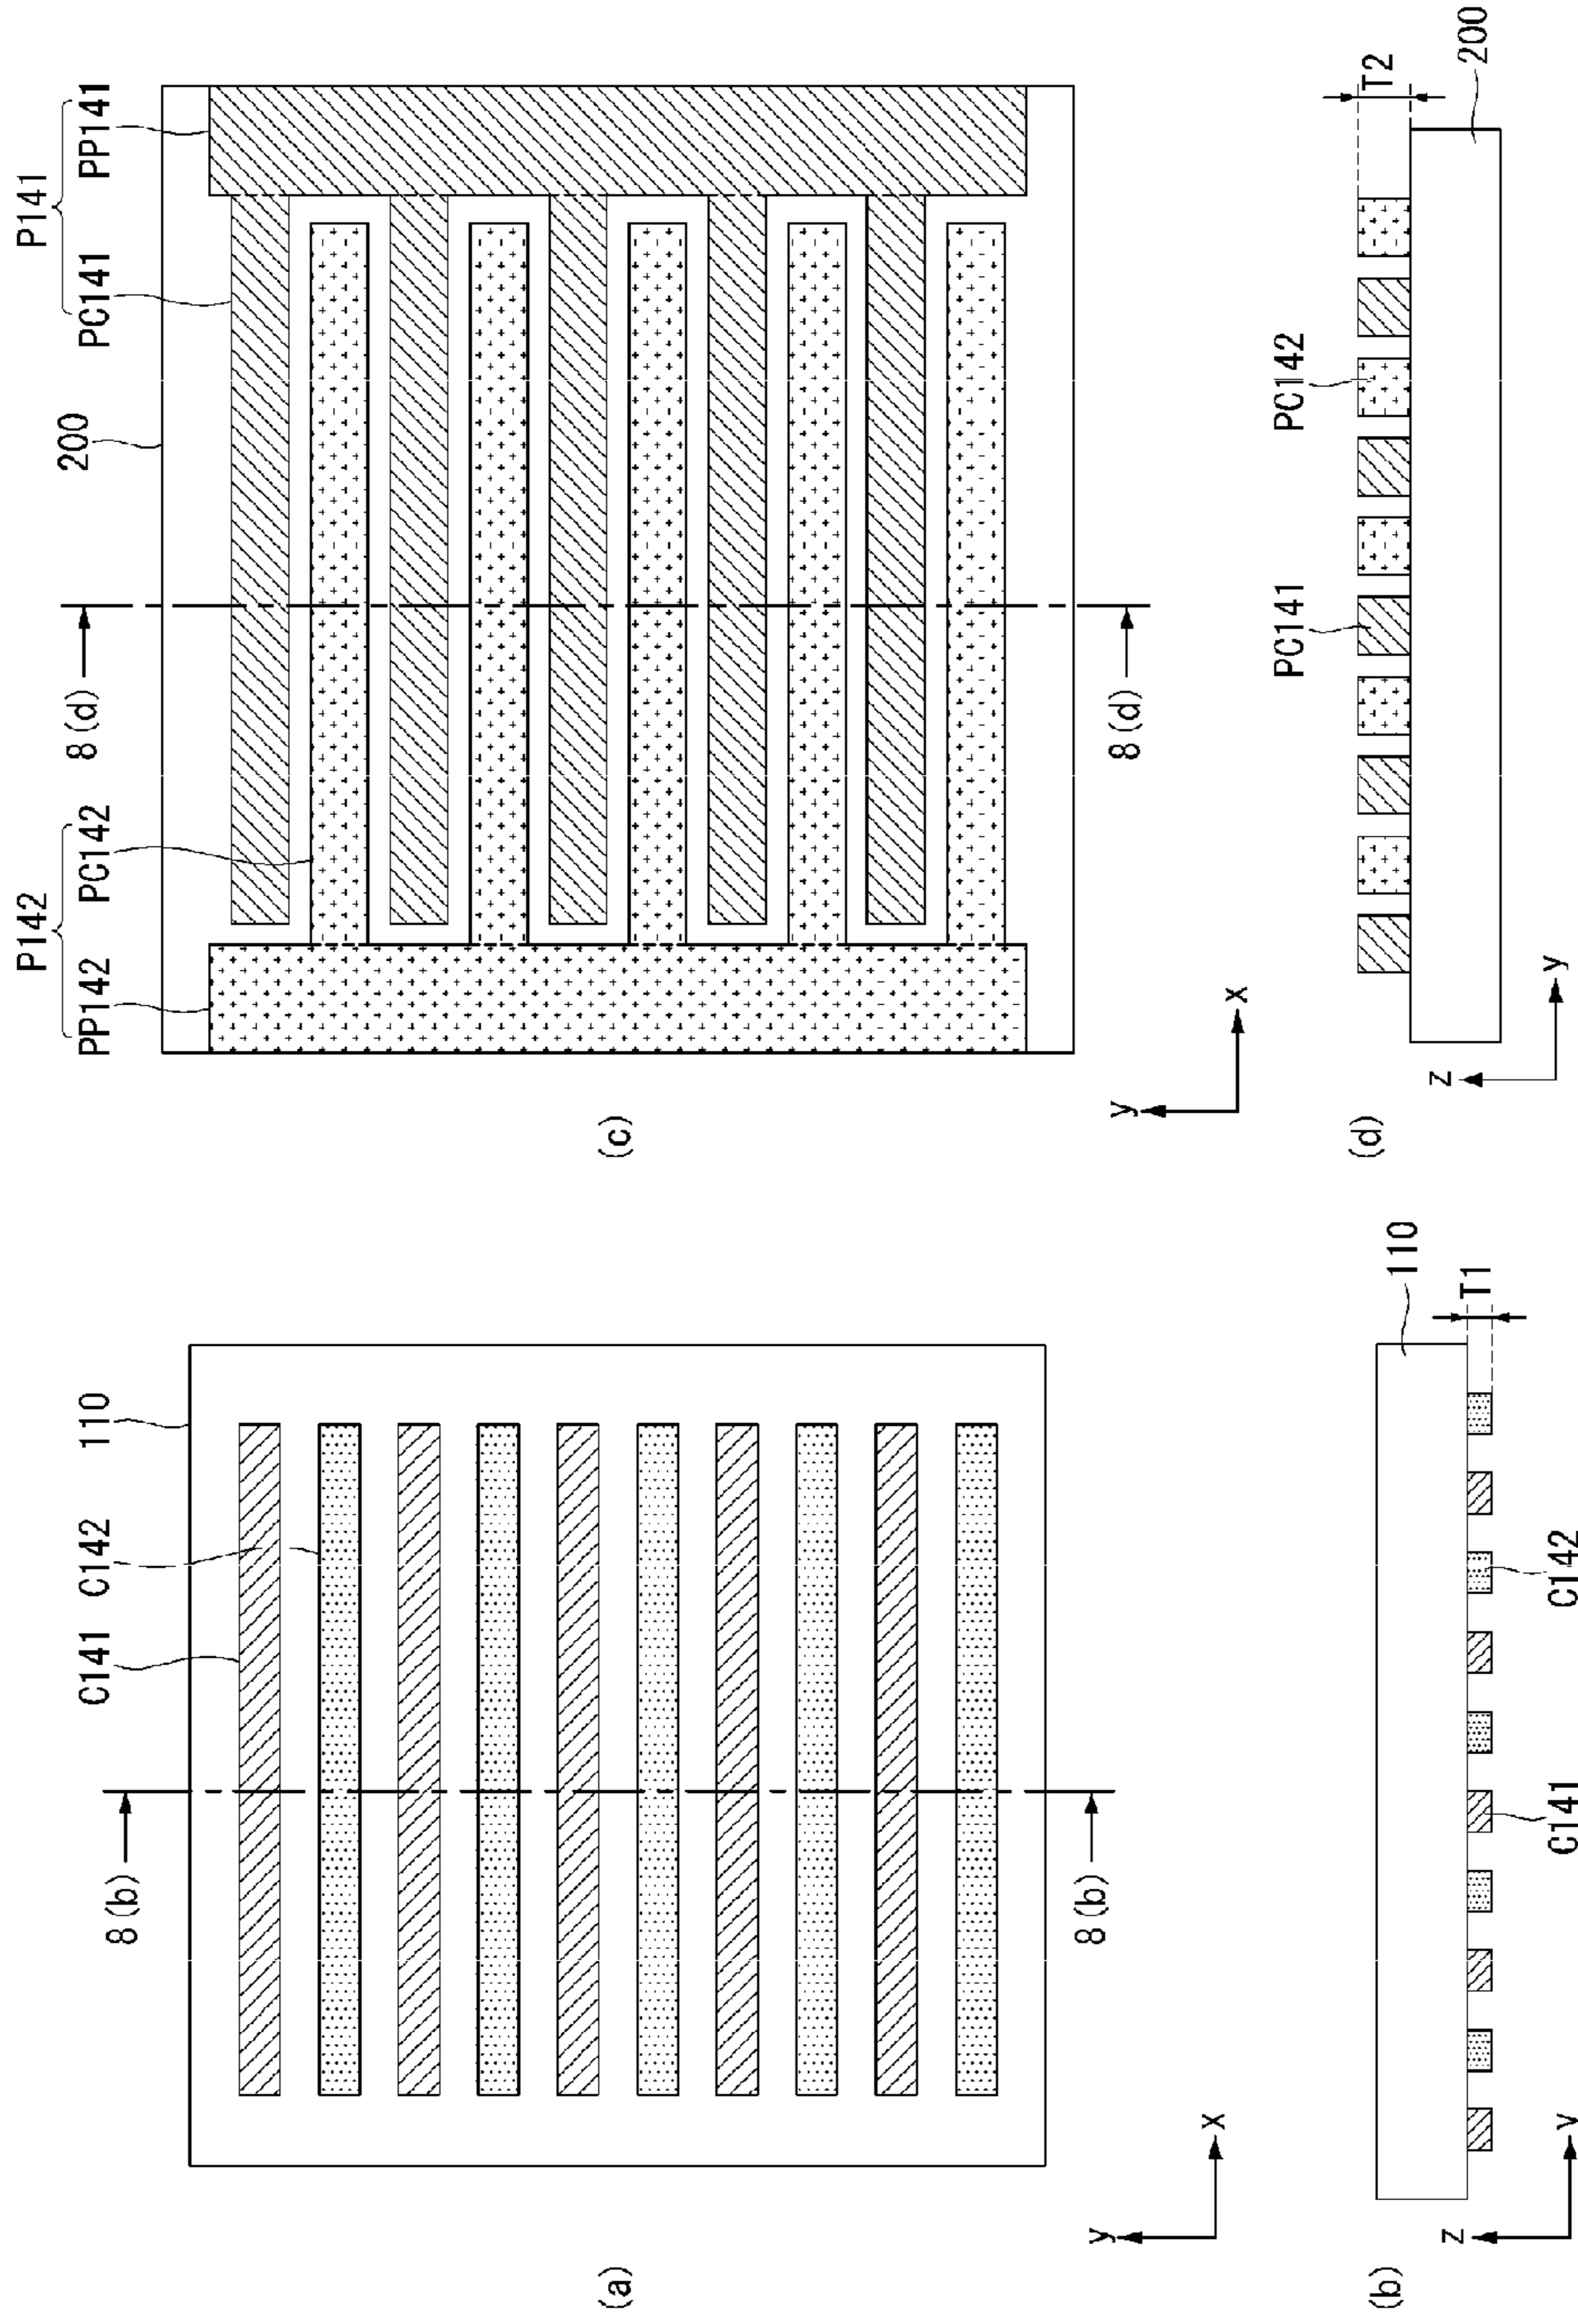 C141 C142 110
8(b)
8(b)
y
x
(a)
110
T1
C141 C142
z
y
(b)
P142 P141
PP142 PC142 200 PC141 PP141
8(d)
8(d)
y
x
(c)
PC141 PC142
T2
200
z
y
(d)